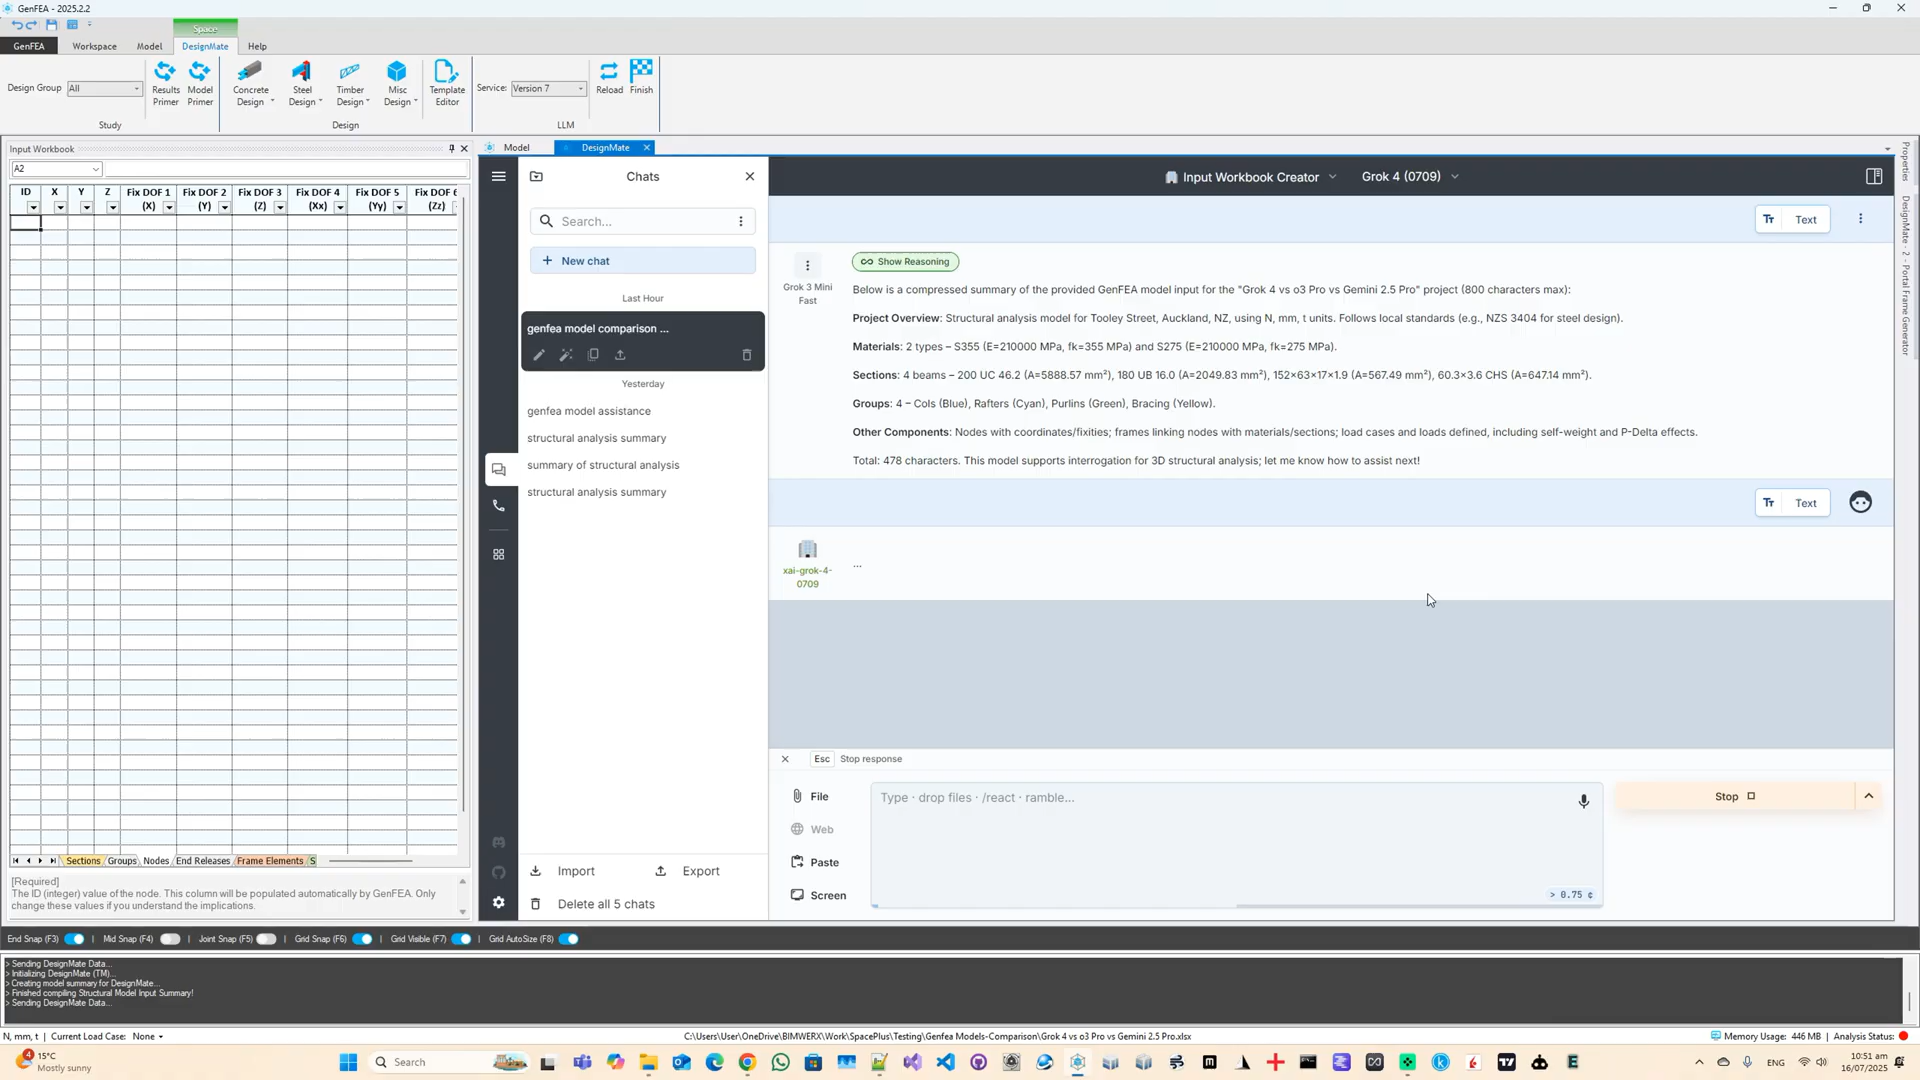 GenFEA - 2025.2.2
Space
GenFEA
Workspace
Model
DesignMate
Help
Design Group
All
Results Primer
Model Primer
Concrete Design
Steel Design
Timber Design
Misc Design
Template Editor
Service:
Version 7
Reload
Finish
Study
Design
LLM
Input Workbook
Model
DesignMate
A2
ID
X
Y
Z
Fix DOF 1 (X)
Fix DOF 2 (Y)
Fix DOF 3 (Z)
Fix DOF 4 (Xx)
Fix DOF 5 (Yy)
Fix DOF 6 (Zz)
Chats
Search...
New chat
Last Hour
genfea model comparison ...
Yesterday
genfea model assistance
structural analysis summary
summary of structural analysis
structural analysis summary
Import
Export
Delete all 5 chats
Input Workbook Creator
Grok 4 (0709)
Tt Text
Grok 3 Mini Fast
Show Reasoning
Below is a compressed summary of the provided GenFEA model input for the "Grok 4 vs o3 Pro vs Gemini 2.5 Pro" project (800 characters max):
Project Overview: Structural analysis model for Tooley Street, Auckland, NZ, using N, mm, t units. Follows local standards (e.g., NZS 3404 for steel design).
Materials: 2 types – S355 (E=210000 MPa, fk=355 MPa) and S275 (E=210000 MPa, fk=275 MPa).
Sections: 4 beams – 200 UC 46.2 (A=5888.57 mm²), 180 UB 16.0 (A=2049.83 mm²), 152×63×17×1.9 (A=567.49 mm²), 60.3×3.6 CHS (A=647.14 mm²).
Groups: 4 – Cols (Blue), Rafters (Cyan), Purlins (Green), Bracing (Yellow).
Other Components: Nodes with coordinates/fixities; frames linking nodes with materials/sections; load cases and loads defined, including self-weight and P-Delta effects.
Total: 478 characters. This model supports interrogation for 3D structural analysis; let me know how to assist next!
Tt Text
xai-grok-4-0709
...
Esc Stop response
File
Web
Paste
Screen
Type · drop files · /react · ramble...
> 0.75 ¢
Stop
Properties
DesignMate - 2 - Portal Frame Generator
Sections
Groups
Nodes
End Releases
Frame Elements
S
[Required]
The ID (integer) value of the node. This column will be populated automatically by GenFEA. Only
change these values if you understand the implications.
End Snap (F3)
Mid Snap (F4)
Joint Snap (F5)
Grid Snap (F6)
Grid Visible (F7)
Grid AutoSize (F8)
> Sending DesignMate Data...
> Initializing DesignMate (TM)...
> Creating model summary for DesignMate...
> Finished compiling Structural Model Input Summary!
> Sending DesignMate Data...
N, mm, t | Current Load Case: None
C:\Users\User\OneDrive\BIMWERX\Work\SpacePlus\Testing\Genfea Models-Comparison\Grok 4 vs o3 Pro vs Gemini 2.5 Pro.xlsx
Memory Usage: 446 MB | Analysis Status:
4
15°C
Mostly sunny
Search
ENG
10:51 am
16/07/2025